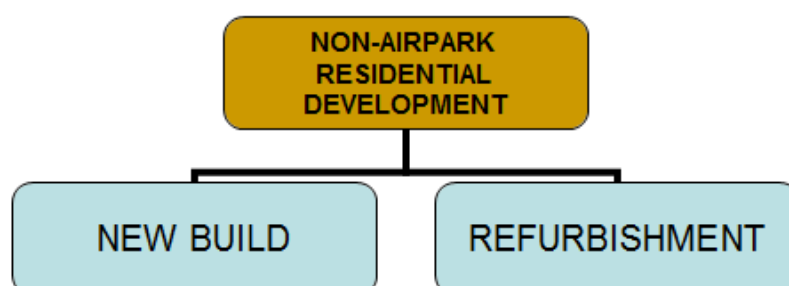 NON-AIRPARK
RESIDENTIAL
DEVELOPMENT
NEW BUILD
REFURBISHMENT